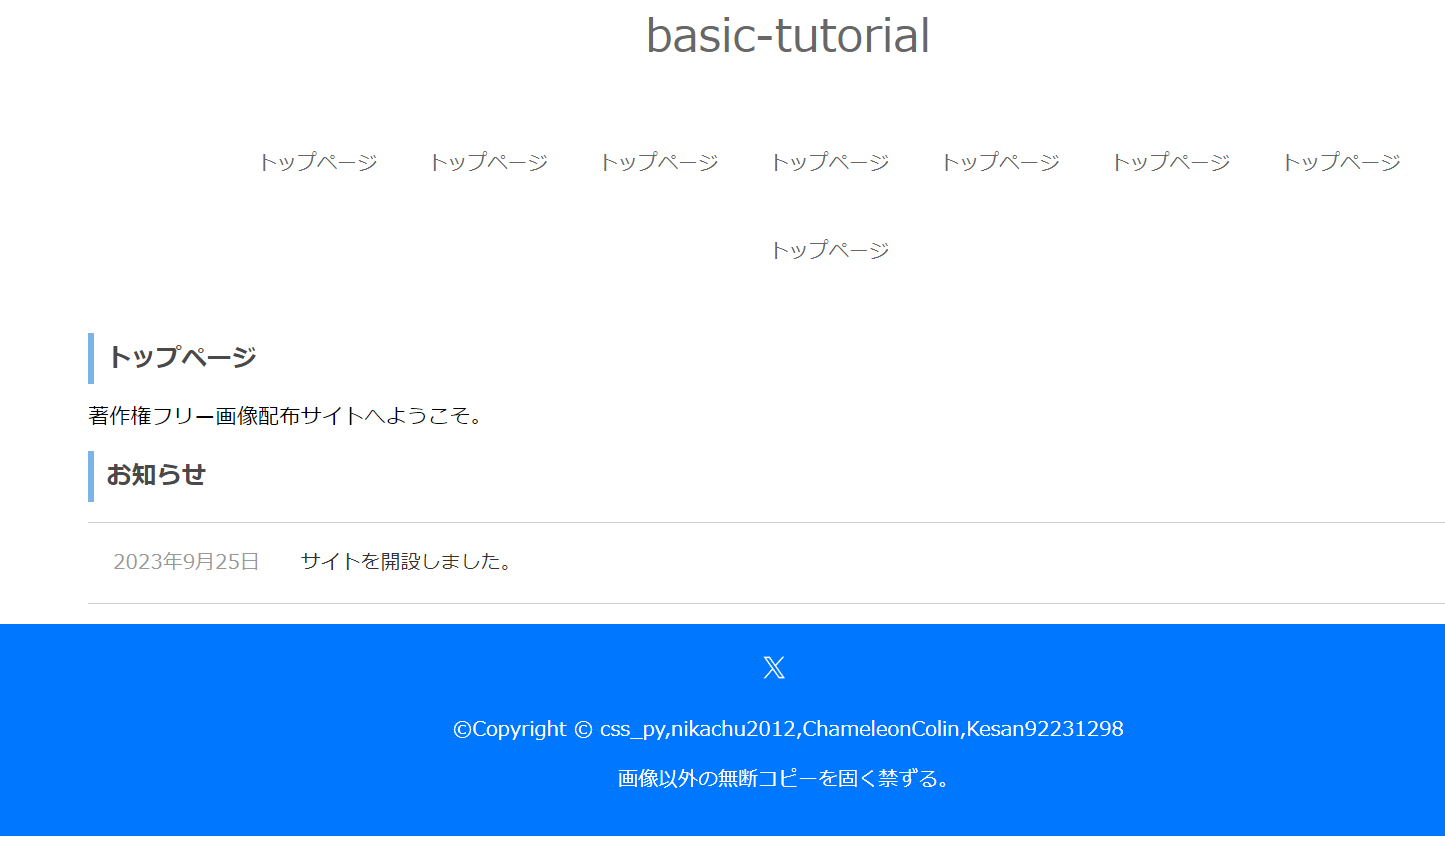 basic-tutorial
トップページ トップページ トップページ トップページ トップページ トップページ トップページ
トップページ
トップページ
著作権フリー画像配布サイトへようこそ。
お知らせ
2023年9月25日 サイトを開設しました。
𝕏
©Copyright © css_py,nikachu2012,ChameleonColin,Kesan92231298
画像以外の無断コピーを固く禁ずる。